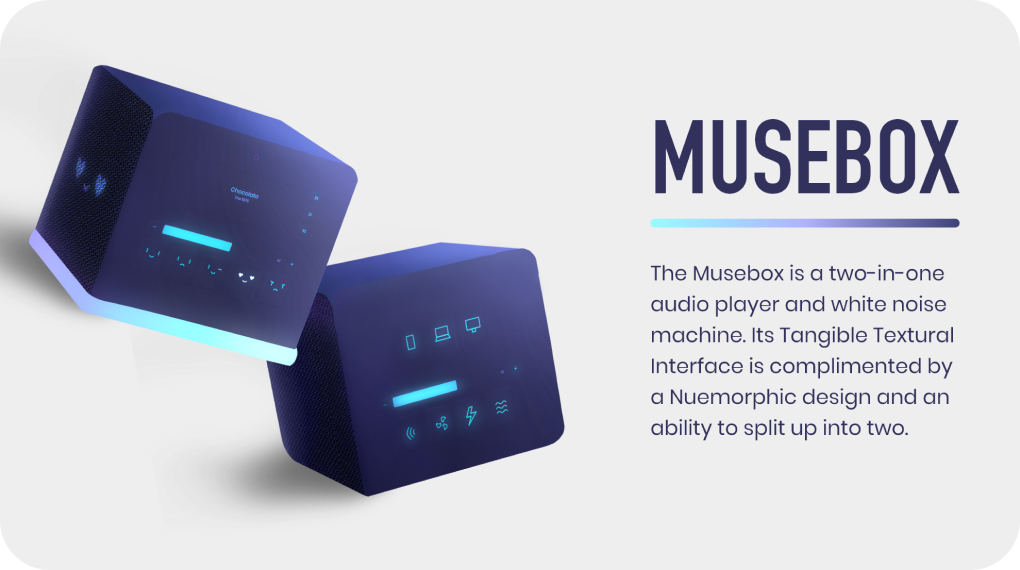 Chocolate
MUSEBOX
The Musebox is a two-in-one
audio player and white noise
machine. Its Tangible Textural
Interface is complimented by
a Nuemorphic design and an
ability to split up into two.